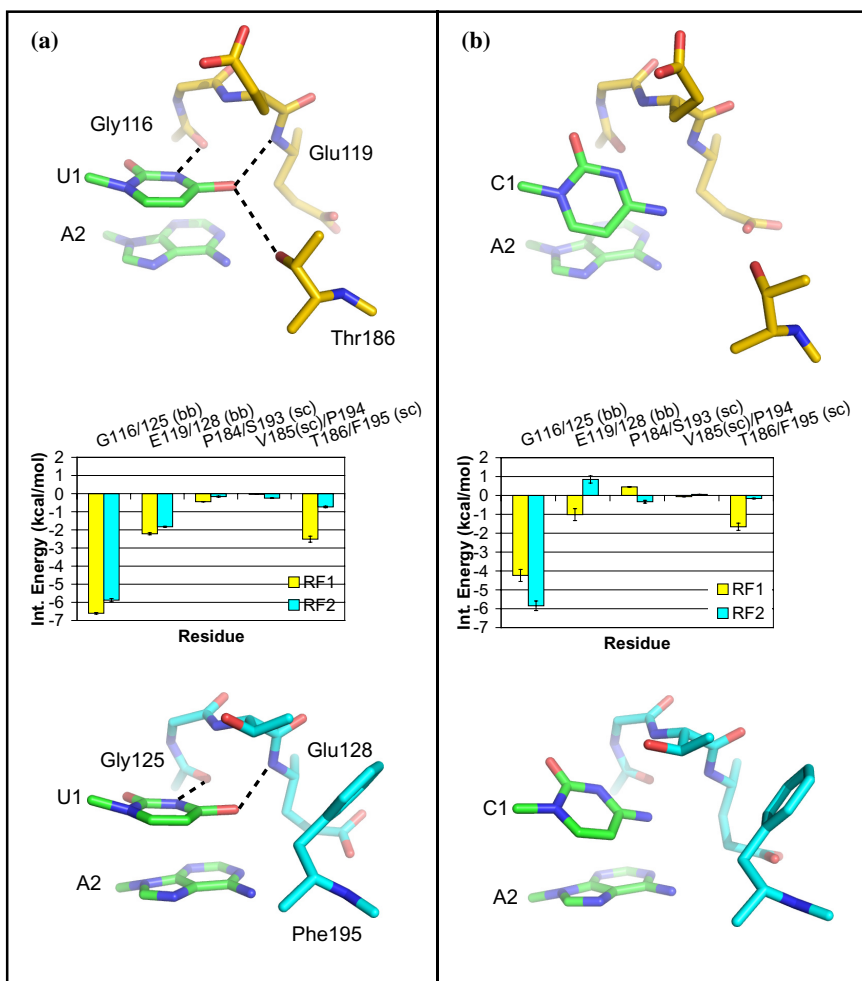 (a)
Gly116
U1
Glu119
A2
Thr186
G116/125 (bb)
E119/128 (bb)
P184/S193 (sc)
V185(sc)/P194
T186/F195 (sc)
Int. Energy (kcal/mol)
2
1
0
-1
-2
-3
-4
-5
-6
-7
RF1
RF2
Residue
Gly125
Glu128
U1
A2
Phe195
(b)
C1
A2
G116/125 (bb)
E119/128 (bb)
P184/S193 (sc)
V185(sc)/P194
T186/F195 (sc)
Int. Energy (kcal/mol)
2
1
0
-1
-2
-3
-4
-5
-6
-7
RF1
RF2
Residue
C1
A2